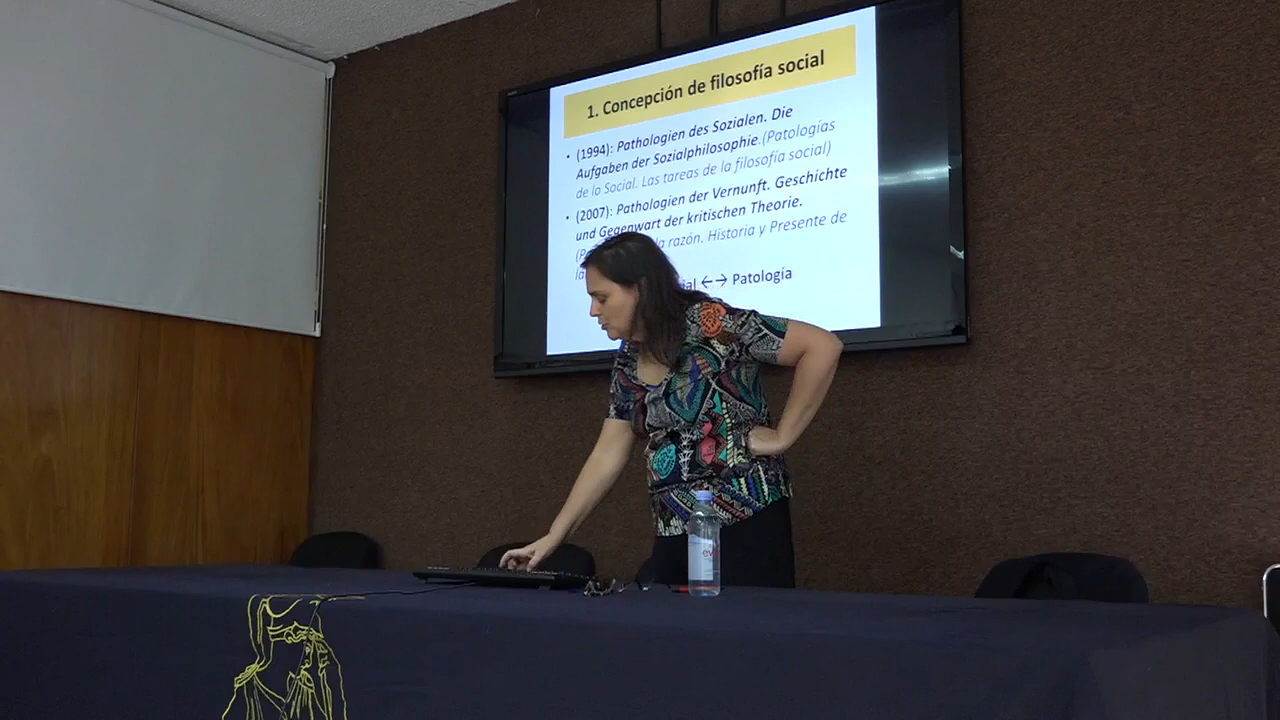 1. Concepción de filosofía social
• (1994): Pathologien des Sozialen. Die
Aufgaben der Sozialphilosophie.(Patologías
de lo Social. Las tareas de la filosofía social)
• (2007): Pathologien der Vernunft. Geschichte
und Gegenwart der kritischen Theorie.
la razón. Historia y Presente de
←→ Patología